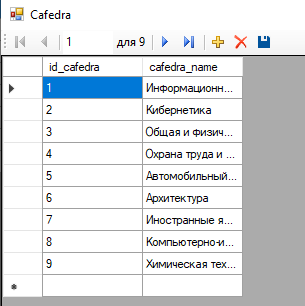 Cafedra
1 для 9
id_cafedra cafedra_name
1 Информационн...
2 Кибернетика
3 Общая и физич...
4 Охрана труда и ...
5 Автомобильный...
6 Архитектура
7 Иностранные я...
8 Компьютерно-и...
9 Химическая тех...